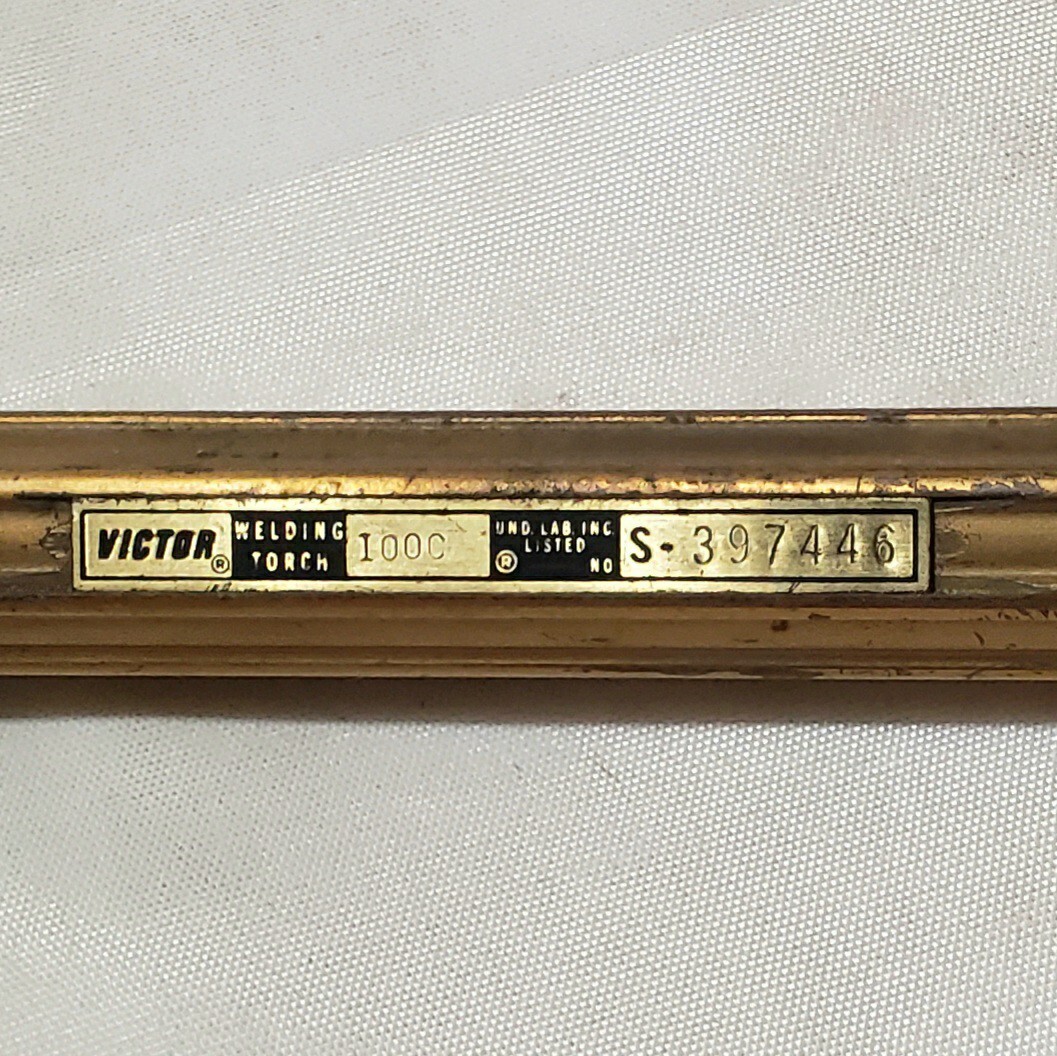 VICTOR®
WELDING
TORCH
100C
UND. LAB. INC.
LISTED
® NO
S-397446